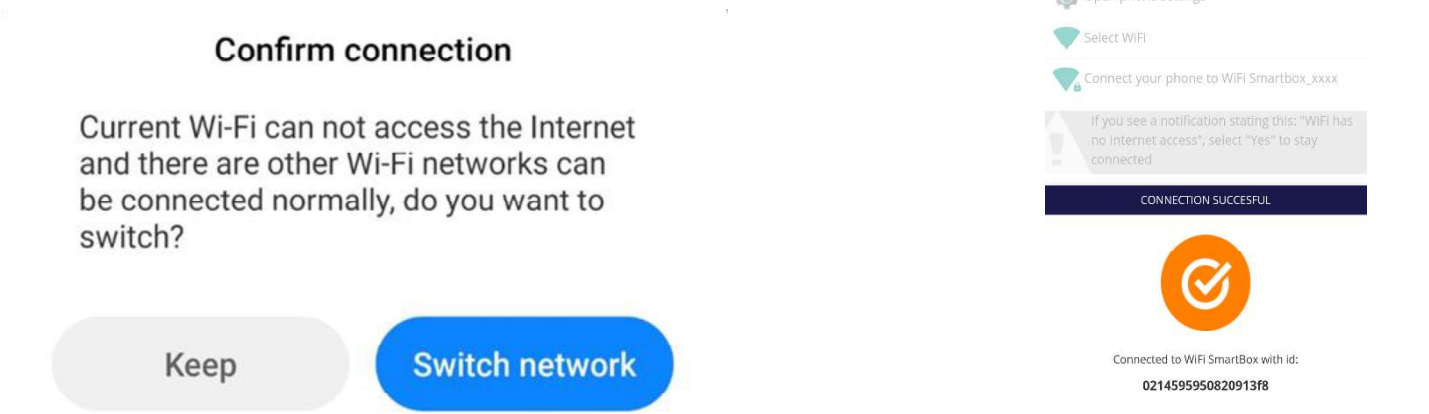 Confirm connection
Current Wi-Fi can not access the Internet
and there are other Wi-Fi networks can
be connected normally, do you want to
switch?
Keep
Switch network
Select WiFi
Connect your phone to WiFi Smartbox_xxxx
If you see a notification stating this: "WiFi has
no internet access", select "Yes" to stay
connected
CONNECTION SUCCESFUL
Connected to WiFi SmartBox with id:
0214595950820913f8